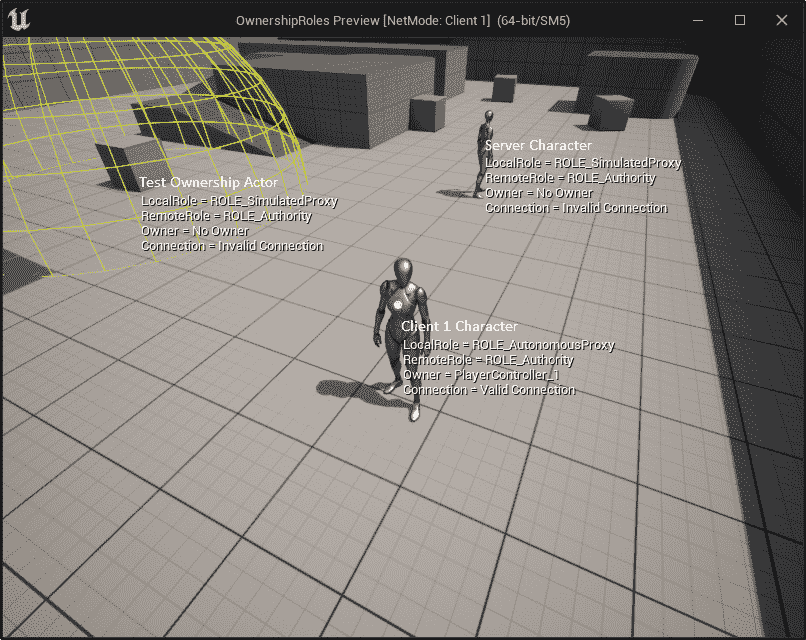 OwnershipRoles Preview [NetMode: Client 1] (64-bit/SM5)
Server Character
LocalRole = ROLE_SimulatedProxy
RemoteRole = ROLE_Authority
Owner = No Owner
Connection = Invalid Connection
Test Ownership Actor
LocalRole = ROLE_SimulatedProxy
RemoteRole = ROLE_Authority
Owner = No Owner
Connection = Invalid Connection
Client 1 Character
LocalRole = ROLE_AutonomousProxy
RemoteRole = ROLE_Authority
Owner = PlayerController_1
Connection = Valid Connection